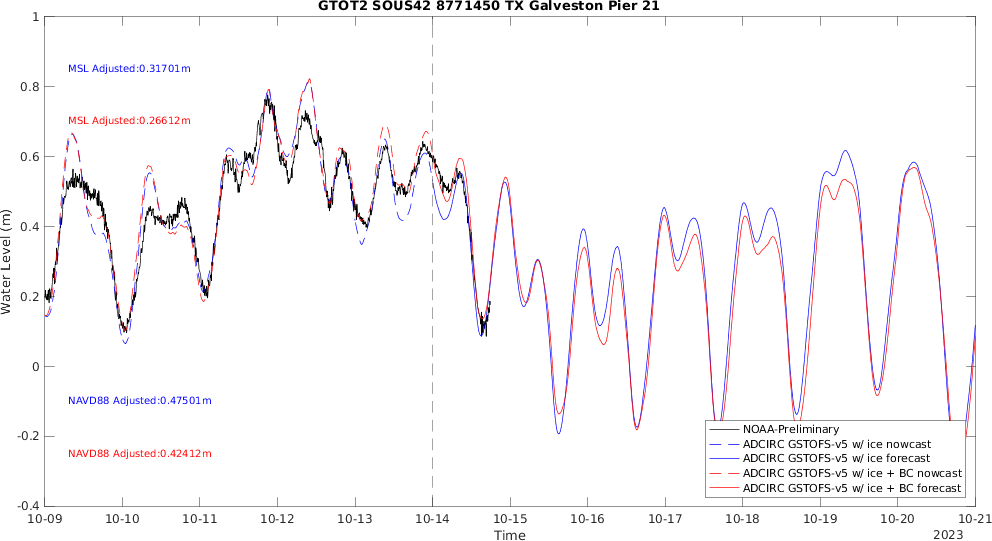 GTOT2 SOUS42 8771450 TX Galveston Pier 21
1
0.8
0.6
0.4
0.2
0
-0.2
-0.4
Water Level (m)
MSL Adjusted:0.31701m
MSL Adjusted:0.26612m
NAVD88 Adjusted:0.47501m
NAVD88 Adjusted:0.42412m
NOAA-Preliminary
ADCIRC GSTOFS-v5 w/ ice nowcast
ADCIRC GSTOFS-v5 w/ ice forecast
ADCIRC GSTOFS-v5 w/ ice + BC nowcast
ADCIRC GSTOFS-v5 w/ ice + BC forecast
10-09 10-10 10-11 10-12 10-13 10-14 10-15 10-16 10-17 10-18 10-19 10-20 10-21
Time
2023